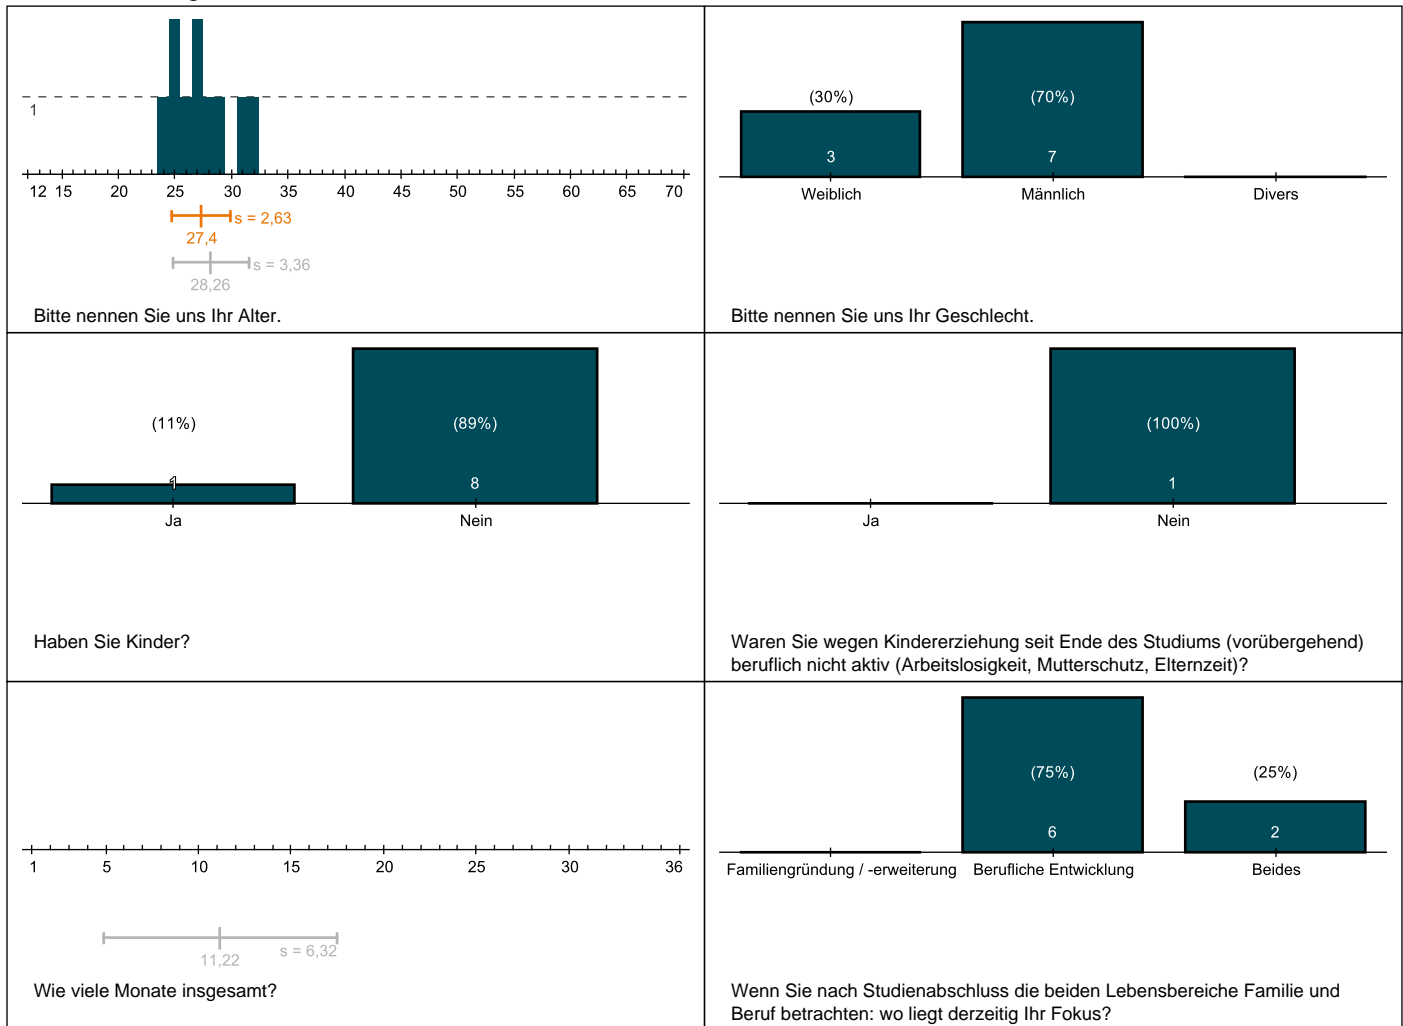 1
12 15 20 25 30 35 40 45 50 55 60 65 70
s = 2,63
27,4
s = 3,36
28,26
Bitte nennen Sie uns Ihr Alter.
(30%) (70%)
3 7
Weiblich Männlich Divers
Bitte nennen Sie uns Ihr Geschlecht.
(11%) (89%)
1 8
Ja Nein
Haben Sie Kinder?
(100%)
1
Ja Nein
Waren Sie wegen Kindererziehung seit Ende des Studiums (vorübergehend)
beruflich nicht aktiv (Arbeitslosigkeit, Mutterschutz, Elternzeit)?
1 5 10 15 20 25 30 36
s = 6,32
11,22
Wie viele Monate insgesamt?
(75%) (25%)
6 2
Familiengründung / -erweiterung Berufliche Entwicklung Beides
Wenn Sie nach Studienabschluss die beiden Lebensbereiche Familie und
Beruf betrachten: wo liegt derzeitig Ihr Fokus?